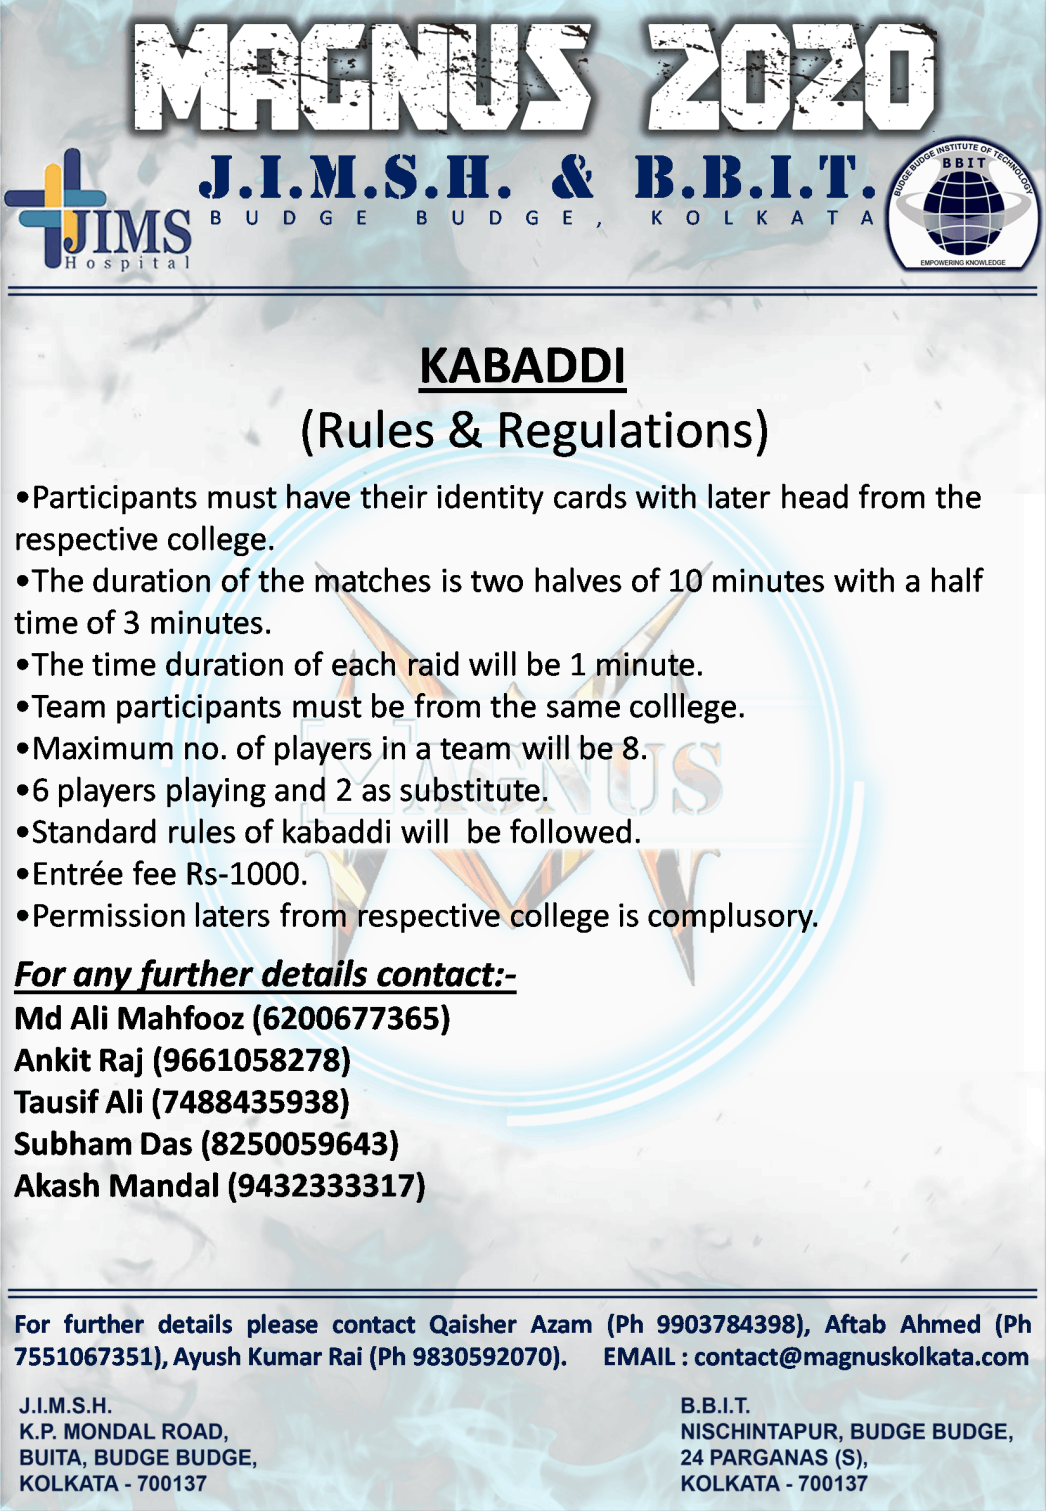 MAGNUS 2020
J.I.M.S.H. & B.B.I.T.
BUDGE BUDGE, KOLKATA
JIMS
Hospital
BUDGE BUDGE INSTITUTE OF TECHNOLOGY
BBIT
EMPOWERING KNOWLEDGE
KABADDI
(Rules & Regulations)
•Participants must have their identity cards with later head from the
respective college.
•The duration of the matches is two halves of 10 minutes with a half
time of 3 minutes.
•The time duration of each raid will be 1 minute.
•Team participants must be from the same colllege.
•Maximum no. of players in a team will be 8.
•6 players playing and 2 as substitute.
•Standard rules of kabaddi will  be followed.
•Entrée fee Rs-1000.
•Permission laters from respective college is complusory.
MAGNUS
For any further details contact:-
Md Ali Mahfooz (6200677365)
Ankit Raj (9661058278)
Tausif Ali (7488435938)
Subham Das (8250059643)
Akash Mandal (9432333317)
For further details please contact Qaisher Azam (Ph 9903784398), Aftab Ahmed (Ph
7551067351), Ayush Kumar Rai (Ph 9830592070). EMAIL : contact@magnuskolkata.com
J.I.M.S.H.
K.P. MONDAL ROAD,
BUITA, BUDGE BUDGE,
KOLKATA - 700137
B.B.I.T.
NISCHINTAPUR, BUDGE BUDGE,
24 PARGANAS (S),
KOLKATA - 700137